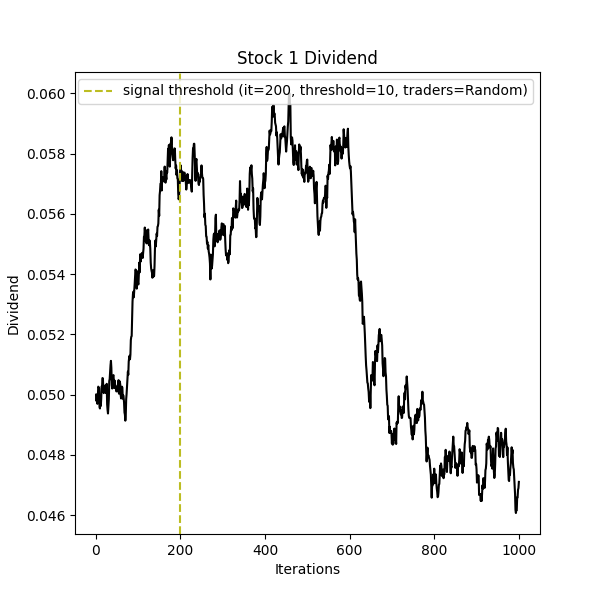 Stock 1 Dividend
signal threshold (it=200, threshold=10, traders=Random)
0.060
0.058
0.056
0.054
0.052
0.050
0.048
0.046
Dividend
0 200 400 600 800 1000
Iterations